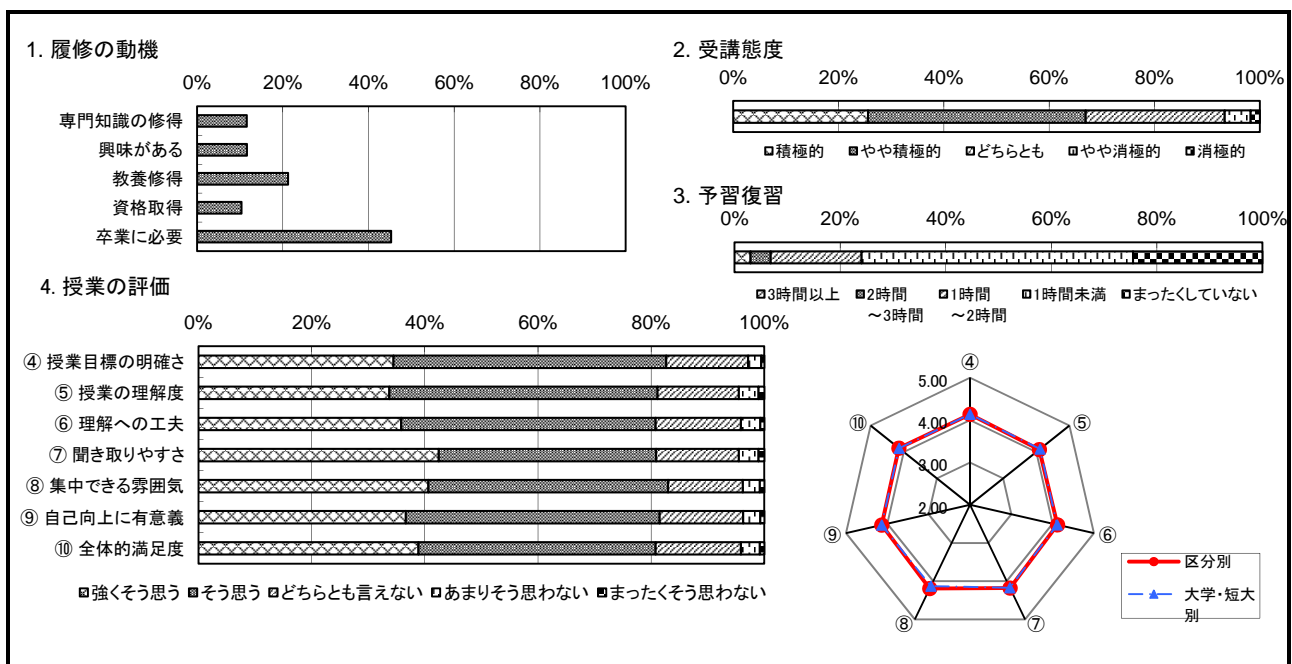 1. 履修の動機
0% 20% 40% 60% 80% 100%
専門知識の修得
興味がある
教養修得
資格取得
卒業に必要
2. 受講態度
0% 20% 40% 60% 80% 100%
積極的 やや積極的 どちらとも やや消極的 消極的
3. 予習復習
0% 20% 40% 60% 80% 100%
3時間以上 2時間 1時間 1時間未満 まったくしていない
～3時間 ～2時間
4. 授業の評価
0% 20% 40% 60% 80% 100%
④ 授業目標の明確さ
⑤ 授業の理解度
⑥ 理解への工夫
⑦ 聞き取りやすさ
⑧ 集中できる雰囲気
⑨ 自己向上に有意義
⑩ 全体的満足度
強くそう思う そう思う どちらとも言えない あまりそう思わない まったくそう思わない
④
5.00
⑩ 4.00 ⑤
3.00
2.00
⑨ ⑥
⑧ ⑦
区分別
大学・短大
別